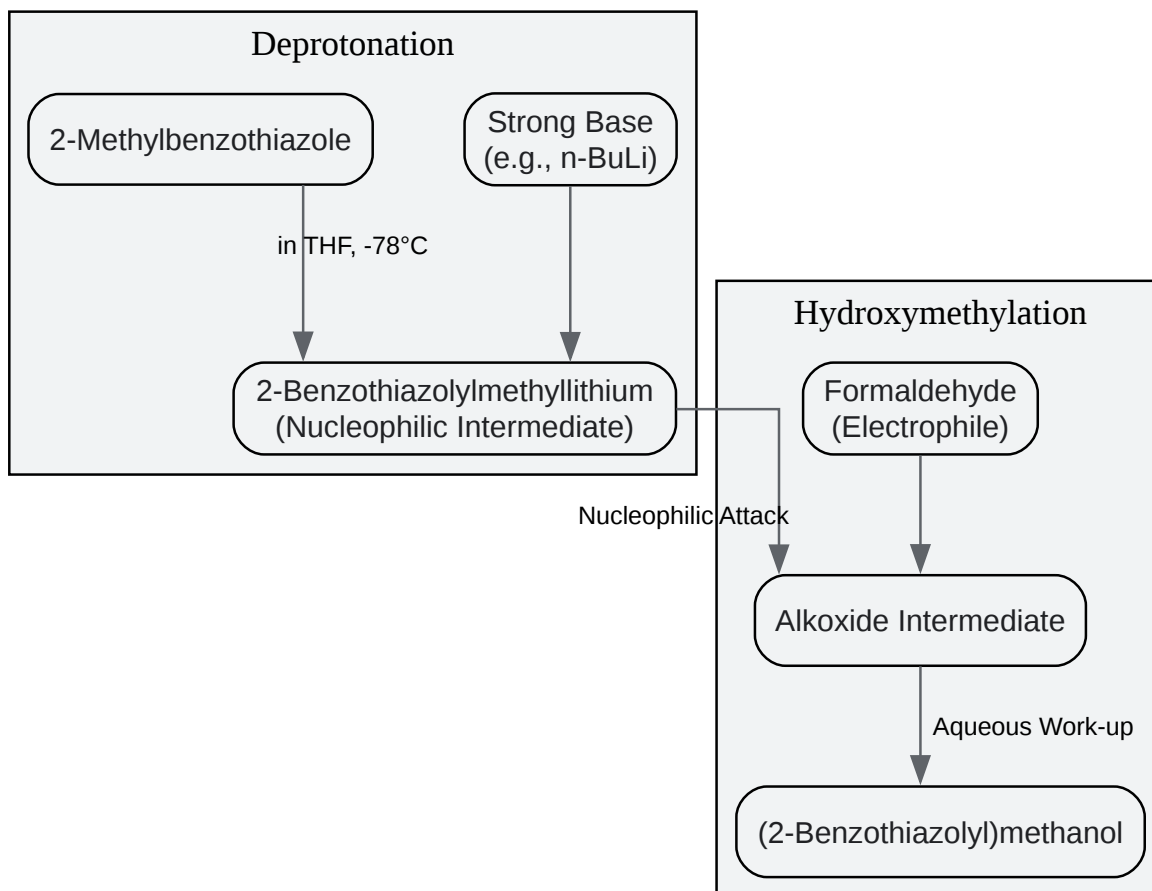 Deprotonation
2-Methylbenzothiazole
Strong Base
(e.g., n-BuLi)
in THF, -78°C
2-Benzothiazolylmethyllithium
(Nucleophilic Intermediate)
Nucleophilic Attack
Hydroxymethylation
Formaldehyde
(Electrophile)
Alkoxide Intermediate
Aqueous Work-up
(2-Benzothiazolyl)methanol